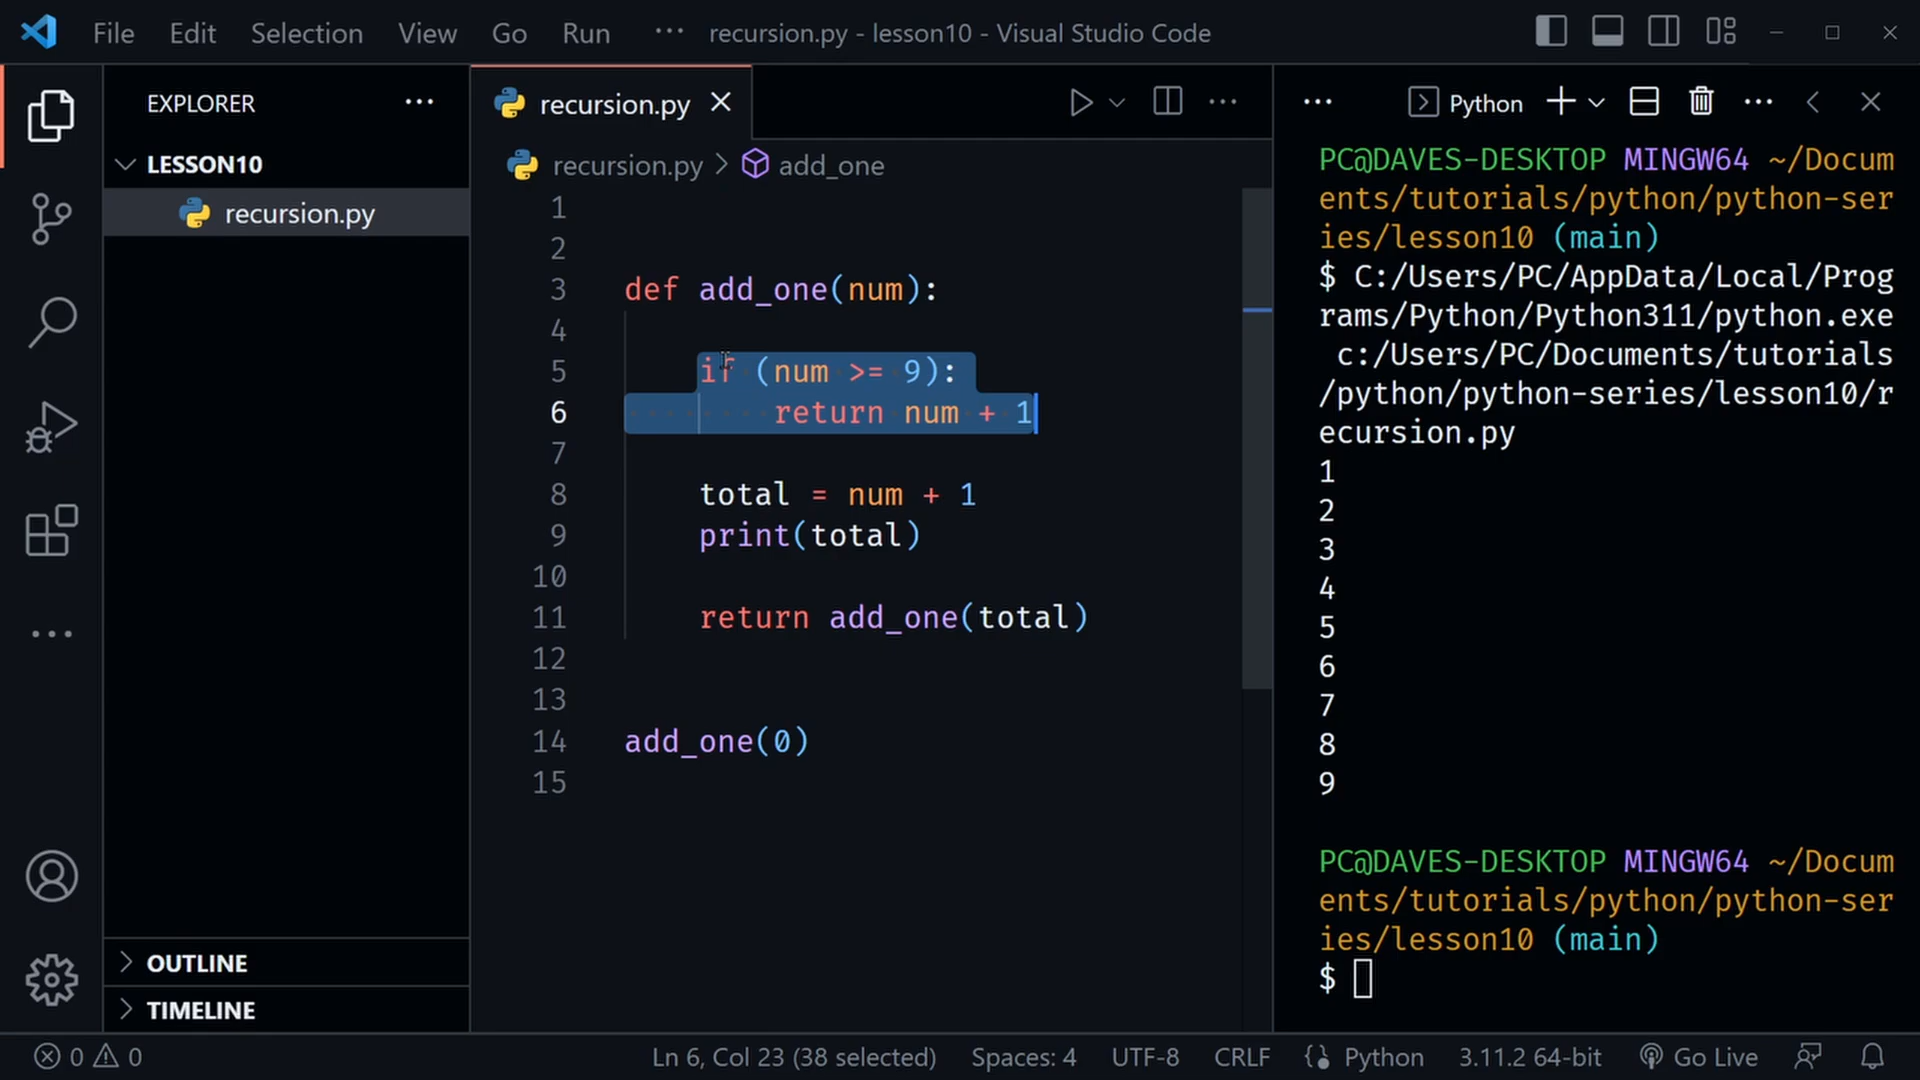 File Edit Selection View Go Run ··· recursion.py - lesson10 - Visual Studio Code
EXPLORER ···
LESSON10
recursion.py
OUTLINE
TIMELINE
recursion.py
recursion.py > add_one
1
2
3 def add_one(num):
4
5 if (num >= 9):
6 return num + 1
7
8 total = num + 1
9 print(total)
10
11 return add_one(total)
12
13
14 add_one(0)
15
Python
PC@DAVES-DESKTOP MINGW64 ~/Docum
ents/tutorials/python/python-ser
ies/lesson10 (main)
$ C:/Users/PC/AppData/Local/Prog
rams/Python/Python311/python.exe
c:/Users/PC/Documents/tutorials
/python/python-series/lesson10/r
ecursion.py
1
2
3
4
5
6
7
8
9
PC@DAVES-DESKTOP MINGW64 ~/Docum
ents/tutorials/python/python-ser
ies/lesson10 (main)
$
0 0 Ln 6, Col 23 (38 selected) Spaces: 4 UTF-8 CRLF Python 3.11.2 64-bit Go Live